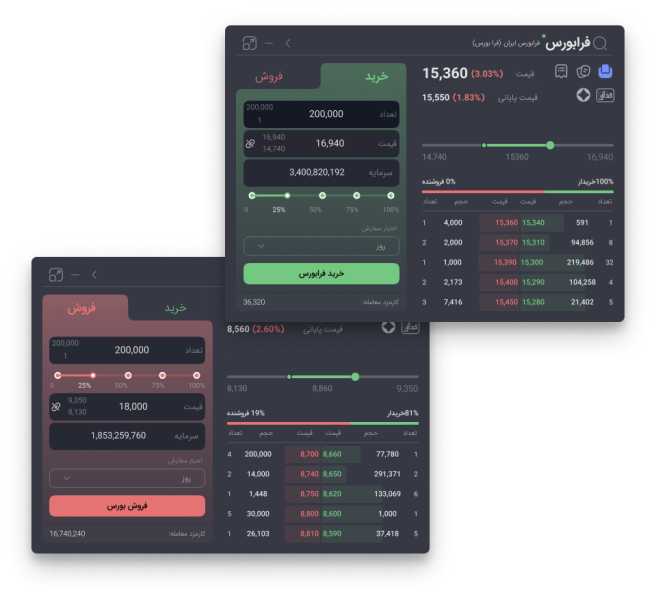 فرابورس فرابورس ایران (فرا بورس)
قیمت 15,360 (3.03%)
قیمت پایانی 15,550 (1.83%)
14,740 15360 16,940
100%خریدار 0% فروشنده
تعداد حجم قیمت قیمت حجم تعداد
1 591 15,340 15,360 4,000 1
8 94,856 15,310 15,370 2,000 2
32 219,486 15,300 15,390 1,000 1
4 104,258 15,290 15,400 2,173 2
5 21,402 15,280 15,450 7,416 3
خرید فروش
تعداد 200,000 200,000
1
قیمت 16,940 16,940
14,740
سرمایه 3,400,820,192
0 25% 50% 75% 100%
اعتبار سفارش
روز
خرید فرابورس
کارمزد معامله: 36,320
قیمت پایانی 8,560 (2.60%)
8,130 8,860 9,350
81%خریدار 19% فروشنده
تعداد حجم قیمت قیمت حجم تعداد
1 77,780 8,660 8,700 200,000 4
2 291,371 8,650 8,740 14,000 2
6 133,069 8,620 8,750 1,448 1
1 1,000 8,600 8,800 30,000 5
5 37,418 8,590 8,810 26,103 1
خرید فروش
تعداد 200,000 200,000
1
0 25% 50% 75% 100%
قیمت 18,000 9,350
8,130
سرمایه 1,853,259,760
اعتبار سفارش
روز
فروش بورس
کارمزد معامله: 16,740,240